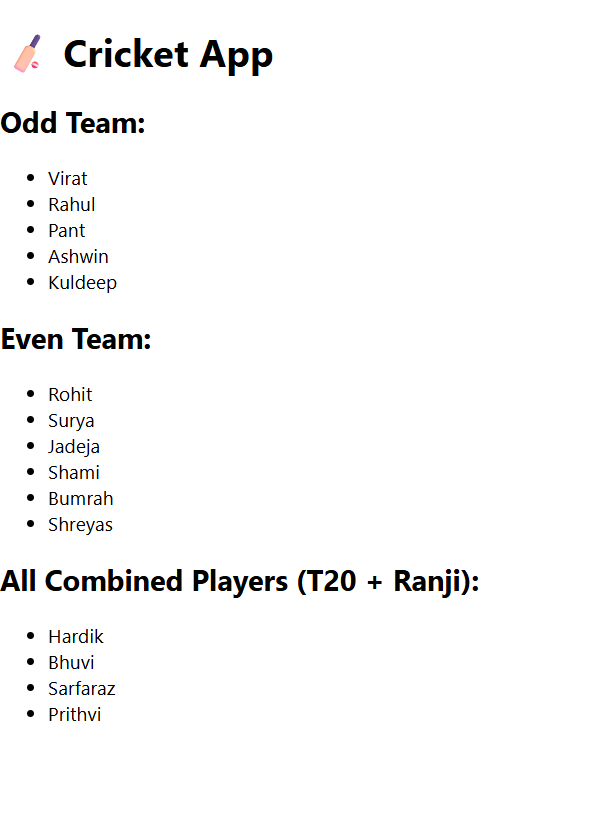 Cricket App
Odd Team:
Virat
Rahul
Pant
Ashwin
Kuldeep
Even Team:
Rohit
Surya
Jadeja
Shami
Bumrah
Shreyas
All Combined Players (T20 + Ranji):
Hardik
Bhuvi
Sarfaraz
Prithvi